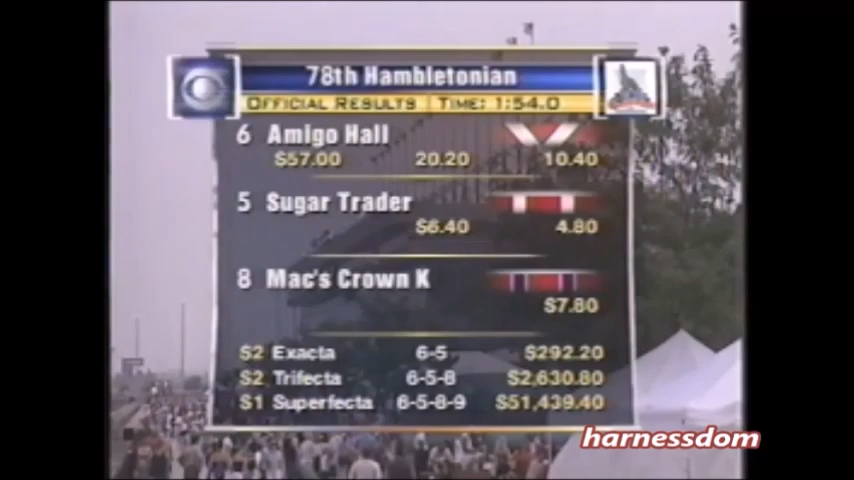 78th Hambletonian
OFFICIAL RESULTS | TIME: 1:54.0
6 Amigo Hall
$57.00 20.20 10.40
5 Sugar Trader
$6.40 4.80
8 Mac's Crown K
$7.80
$2 Exacta 6-5 $292.20
$2 Trifecta 6-5-8 $2,630.80
$1 Superfecta 6-5-8-9 $51,439.40
harnessdom